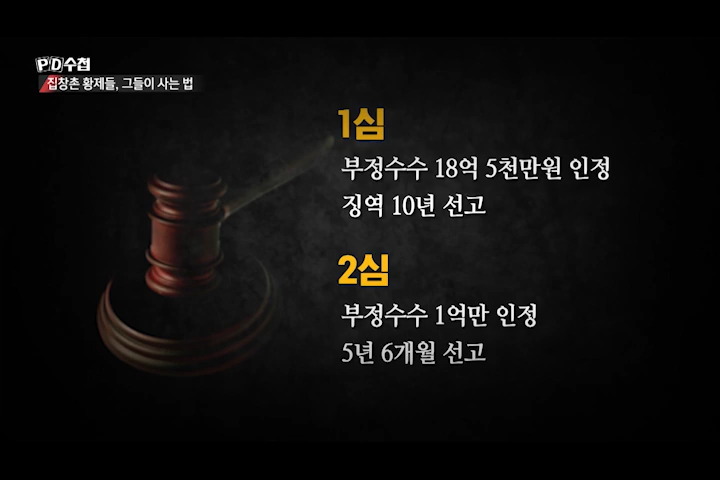 PD수첩
집창촌 황제들, 그들이 사는 법
1심
부정수수 18억 5천만원 인정
징역 10년 선고
2심
부정수수 1억만 인정
5년 6개월 선고